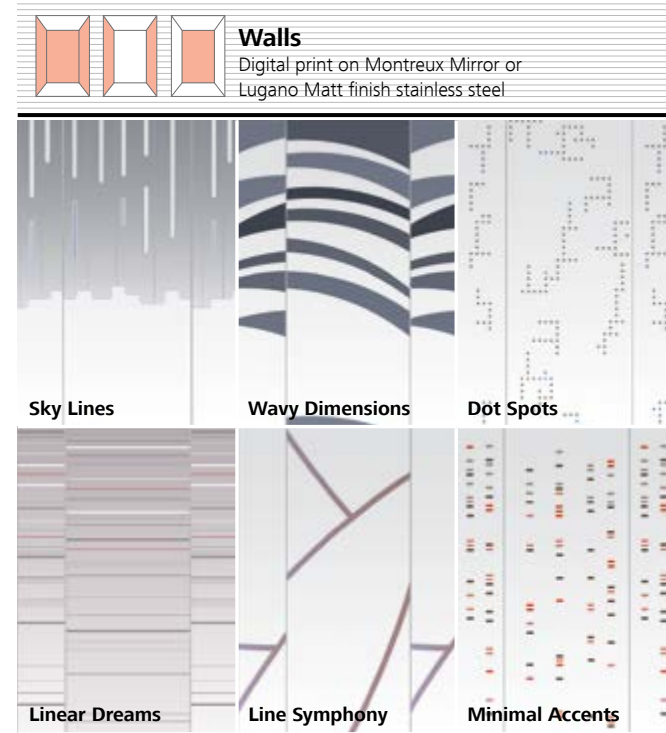 Walls
Digital print on Montreux Mirror or
Lugano Matt finish stainless steel
Sky Lines
Wavy Dimensions
Dot Spots
Linear Dreams
Line Symphony
Minimal Accents